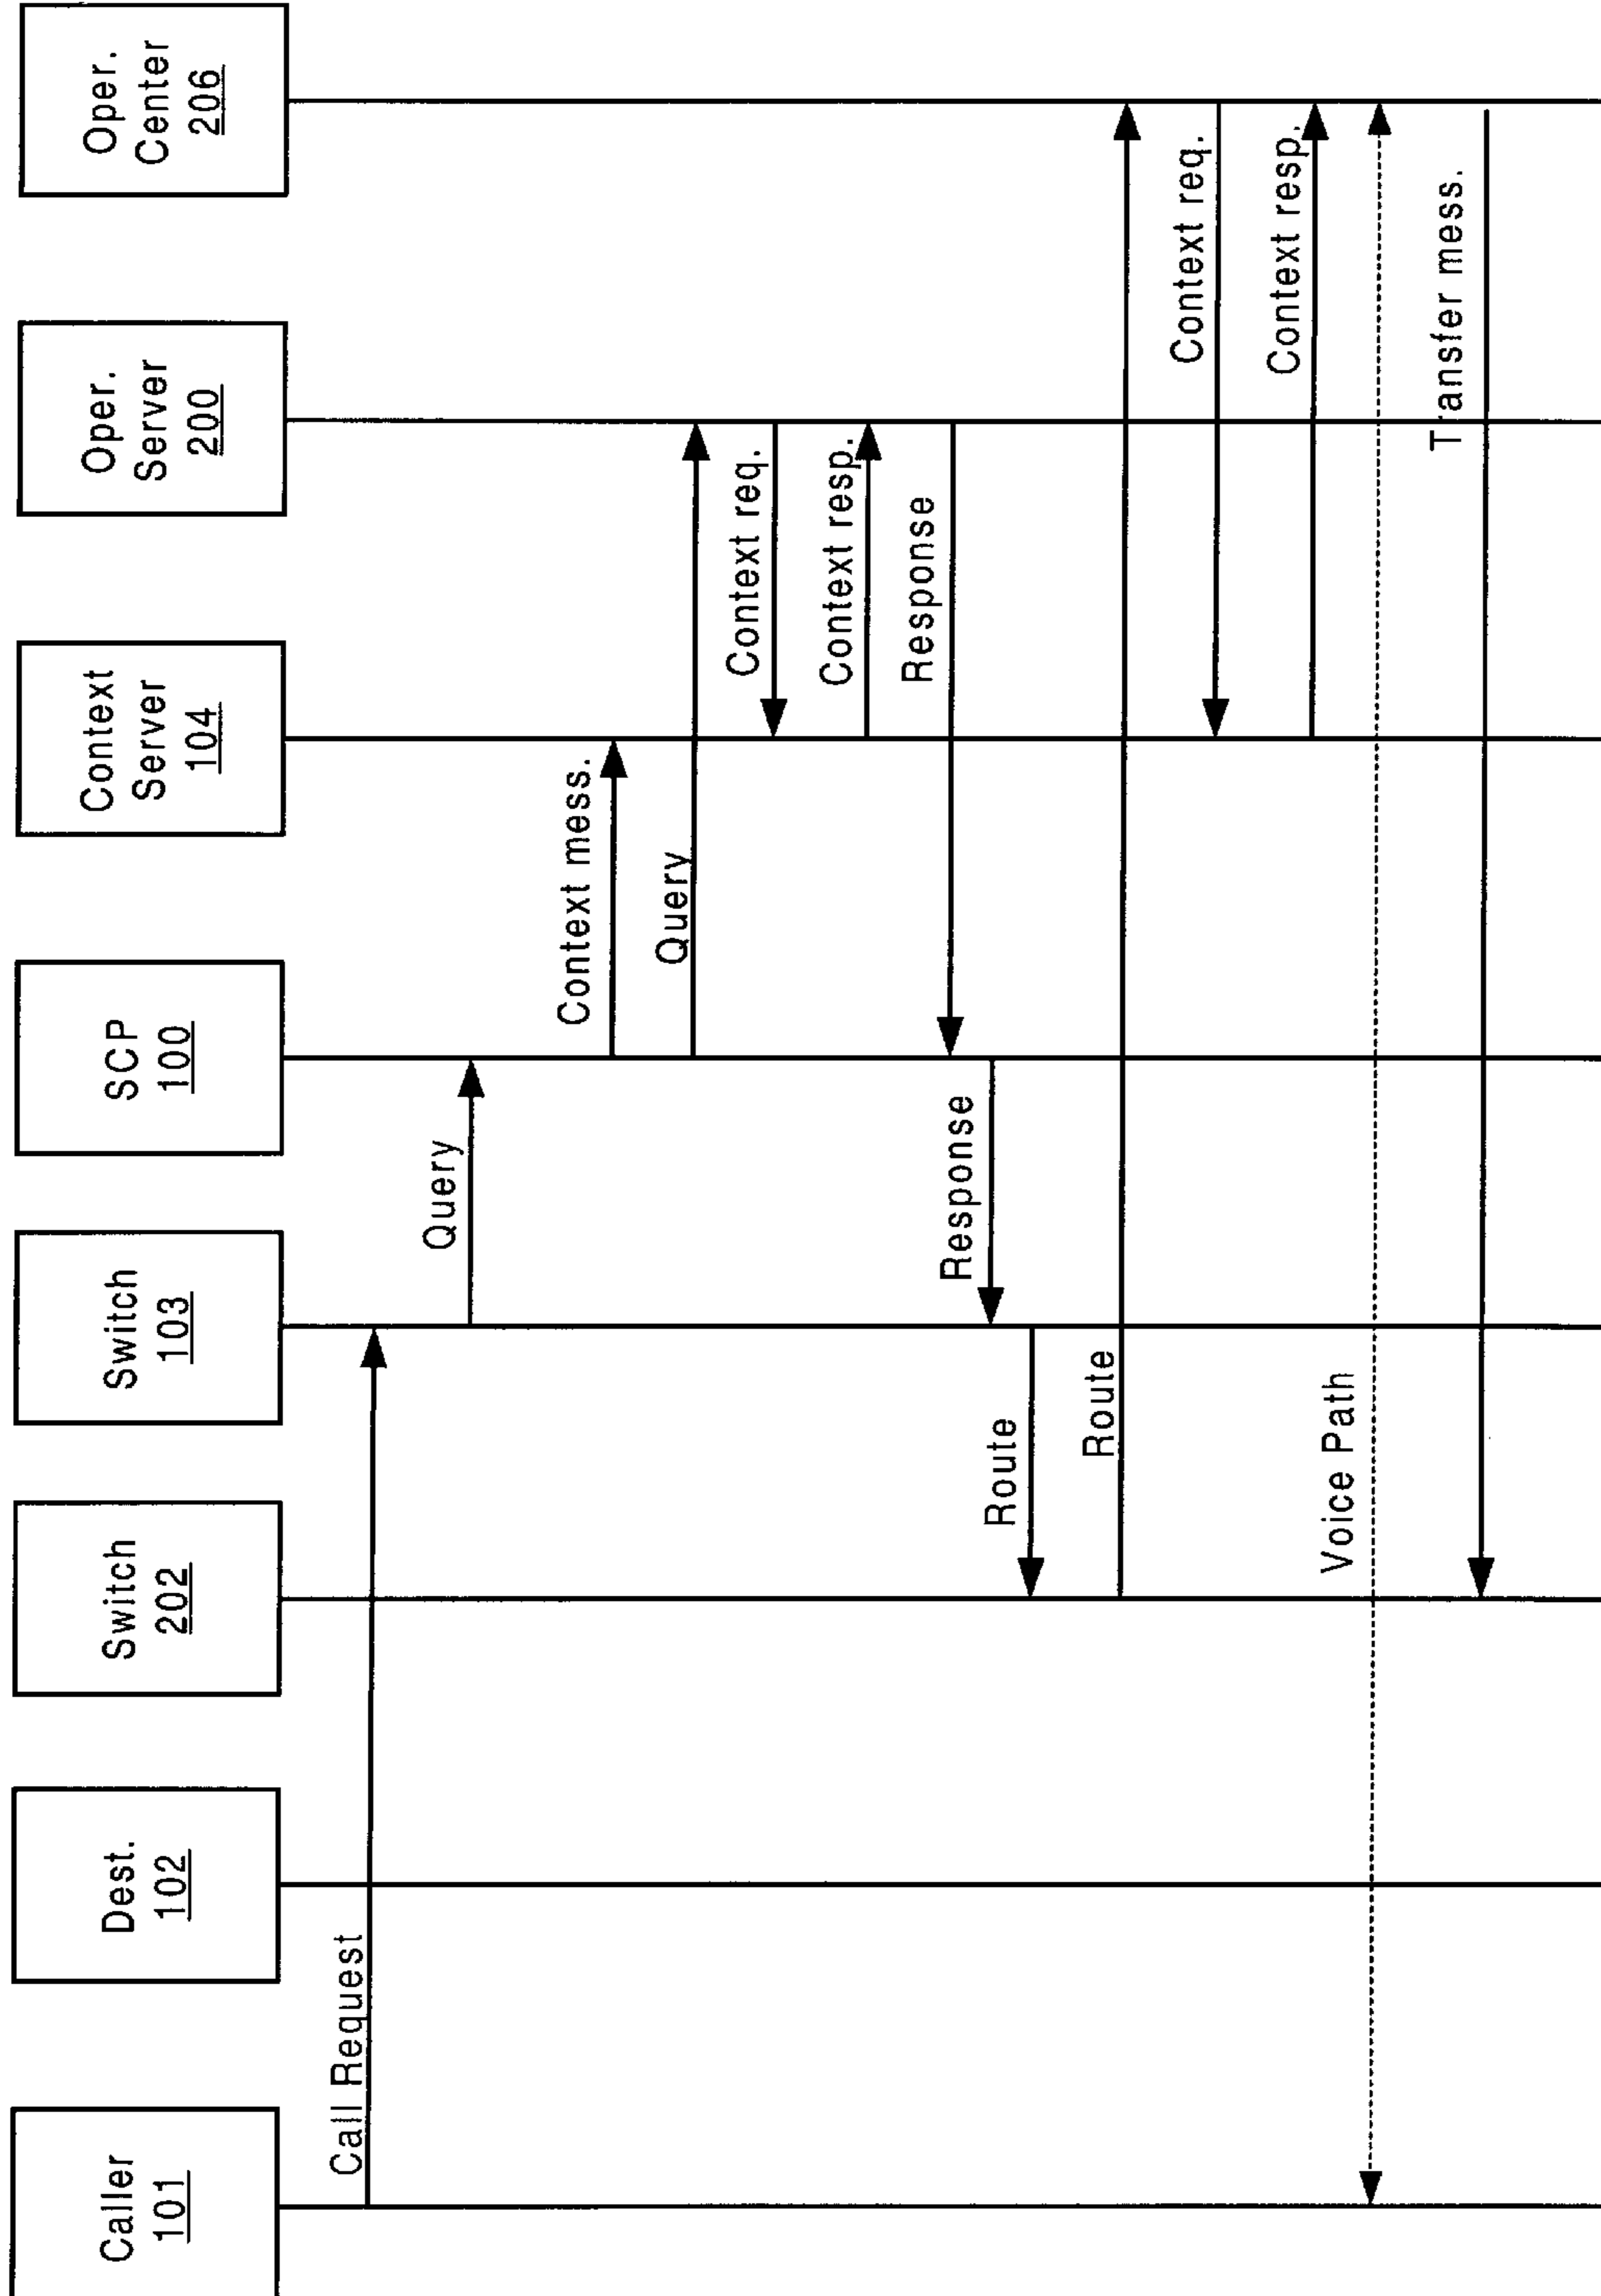 Caller
101
Dest.
102
Switch
202
Switch
103
SCP
100
Context
Server
104
Oper.
Server
200
Oper.
Center
206
Call Request
Query
Context mess.
Query
Context req.
Context resp.
Response
Response
Route
Route
Context req.
Context resp.
Voice Path
Transfer mess.